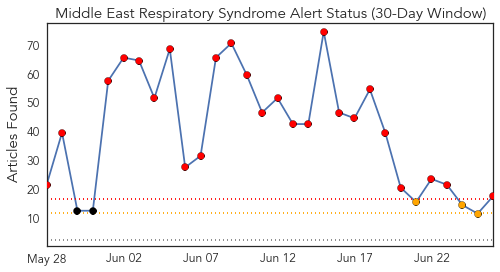 Middle East Respiratory Syndrome Alert Status (30-Day Window)
Articles Found
70
60
50
40
30
20
10
May 28 Jun 02 Jun 07 Jun 12 Jun 17 Jun 22